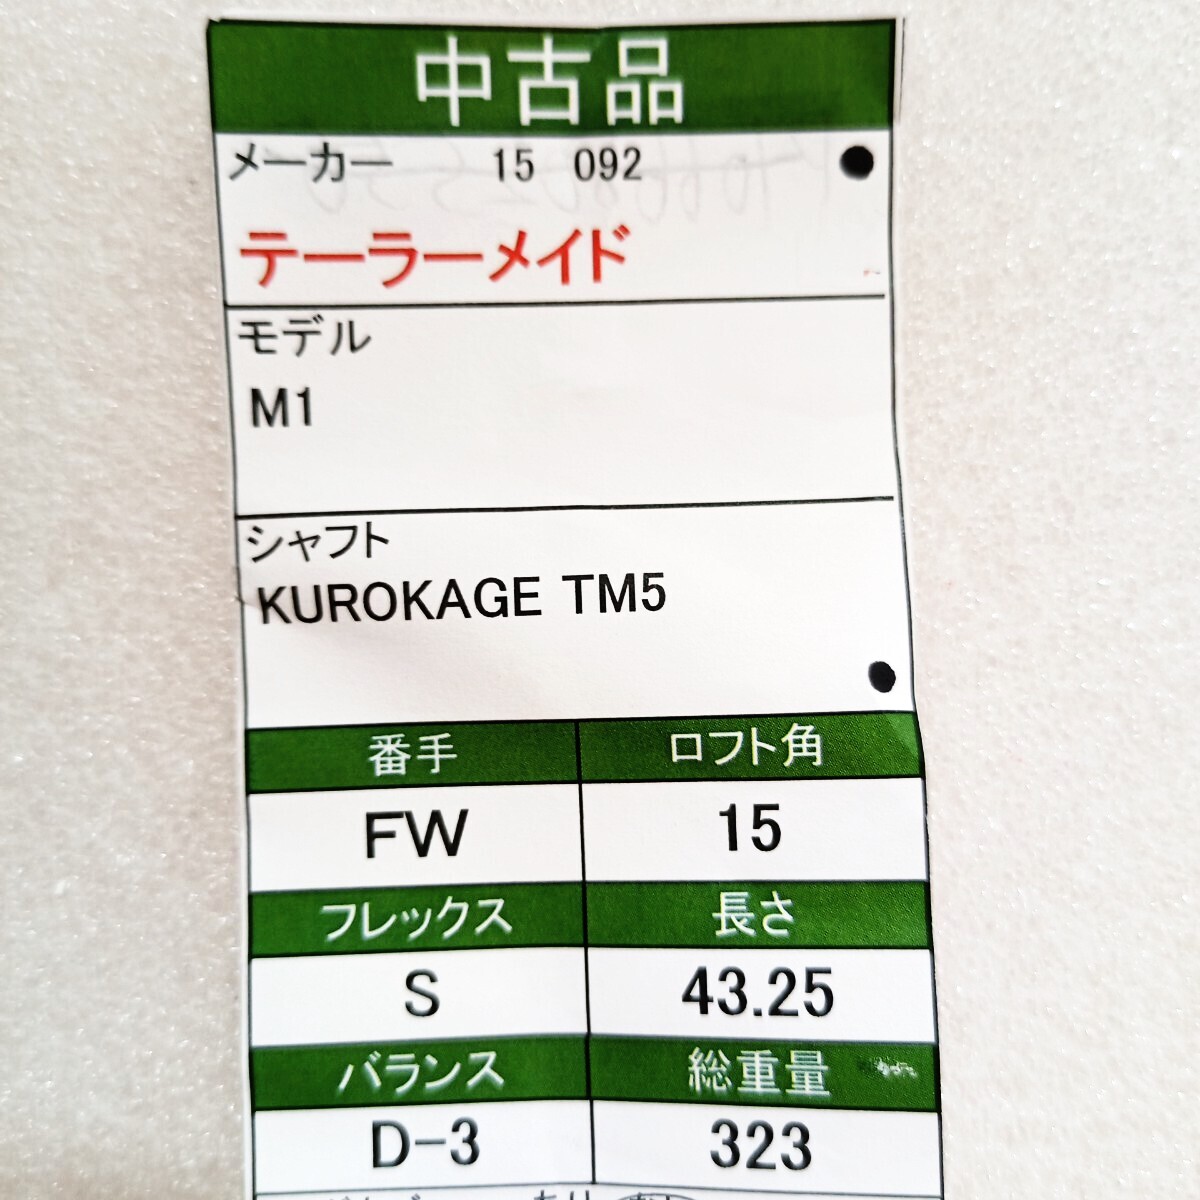 中古品
メーカー 15 092
テーラーメイド
モデル
M1
シャフト
KUROKAGE TM5
番手 ロフト角
FW 15
フレックス 長さ
S 43.25
バランス 総重量
D-3 323